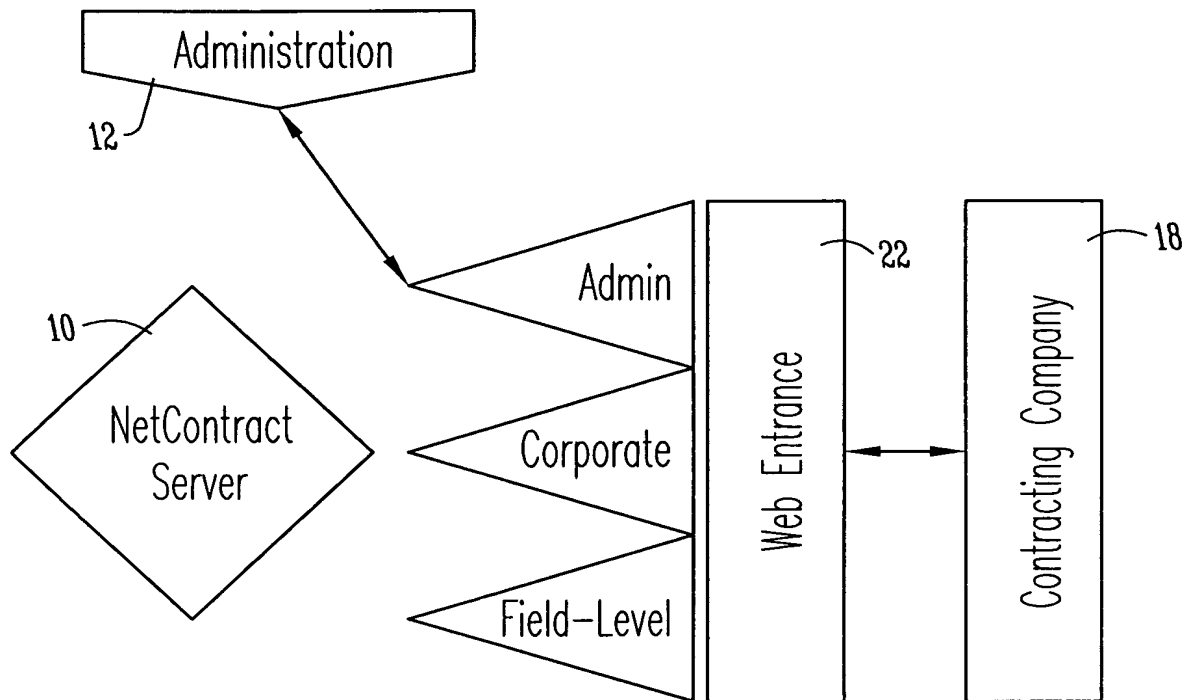 Administration
12
22
18
Admin
10
NetContract
Server
Corporate
Web Entrance
Contracting Company
Field-Level